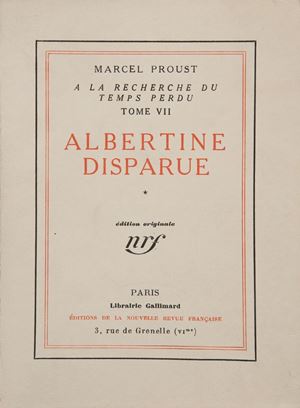 MARCEL PROUST
A LA RECHERCHE DU
TEMPS PERDU
TOME VII
ALBERTINE
DISPARUE
*
édition originale
nrf
PARIS
Librairie Gallimard
ÉDITIONS DE LA NOUVELLE REVUE FRANÇAISE
3, rue de Grenelle (VIme)